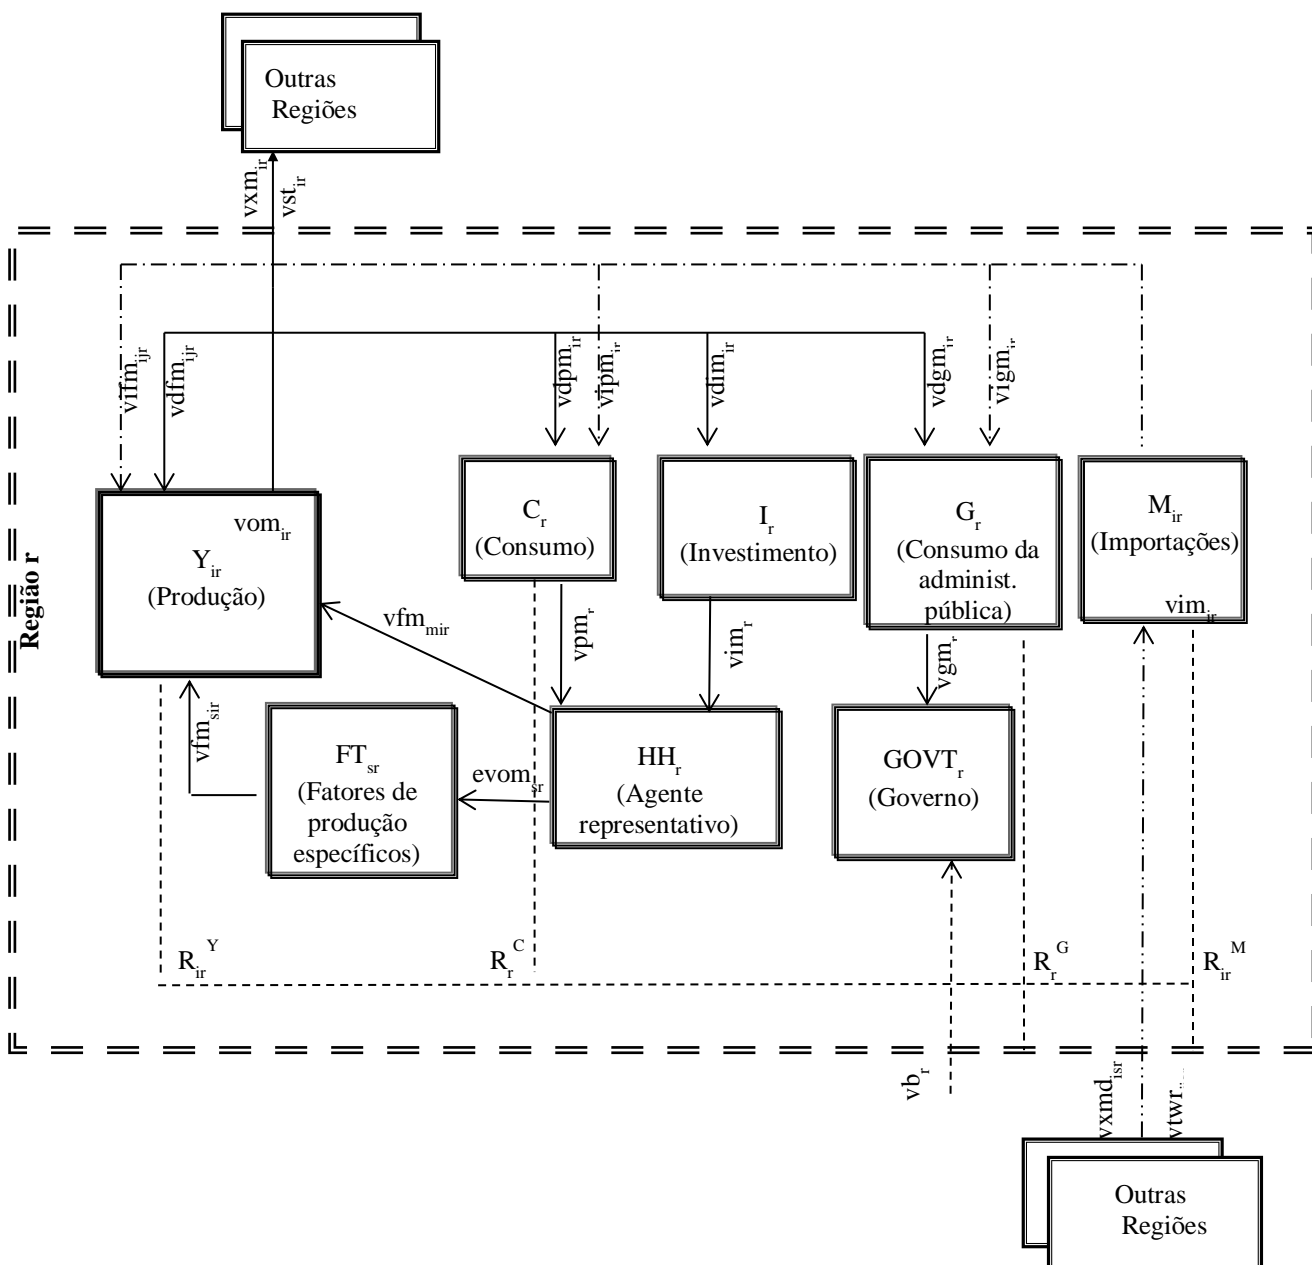 Outras
Regiões
vxm_ir
vst_ir
Região r
vifm_ijr
vdfm_ijr
vdpm_ir
vipm_ir
vdim_ir
vdgm_ir
vigm_ir
vom_ir
Y_ir
(Produção)
C_r
(Consumo)
I_r
(Investimento)
G_r
(Consumo da
administ.
pública)
M_ir
(Importações)
vim_ir
vfm_mir
vpm_r
vim_r
vgm_r
vfm_sir
FT_sr
(Fatores de
produção
específicos)
evom_sr
HH_r
(Agente
representativo)
GOVT_r
(Governo)
R_ir^Y
R_r^C
R_r^G
R_ir^M
vb_r
vxmd_isr
vtwr
Outras
Regiões